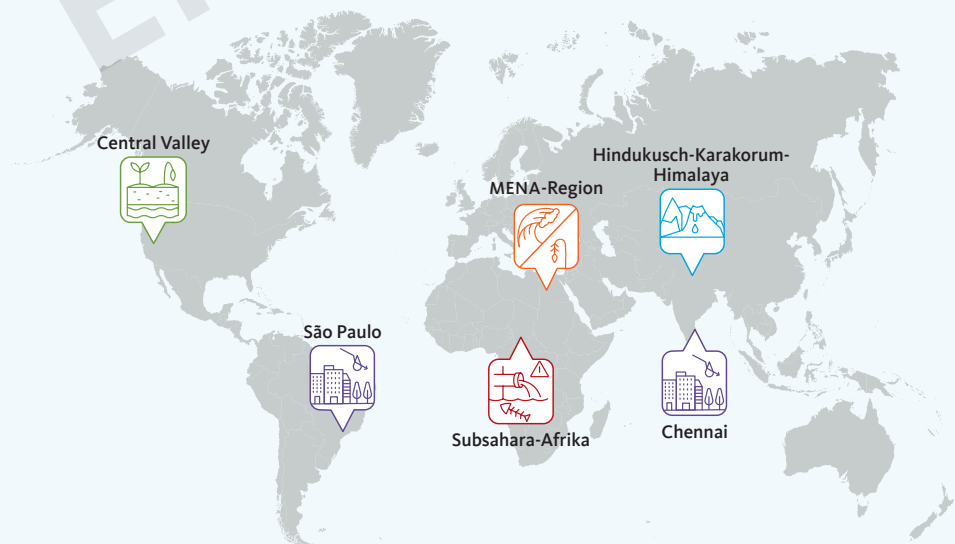 Central Valley
Hindukusch-Karakorum-
Himalaya
MENA-Region
São Paulo
Subsahara-Afrika
Chennai